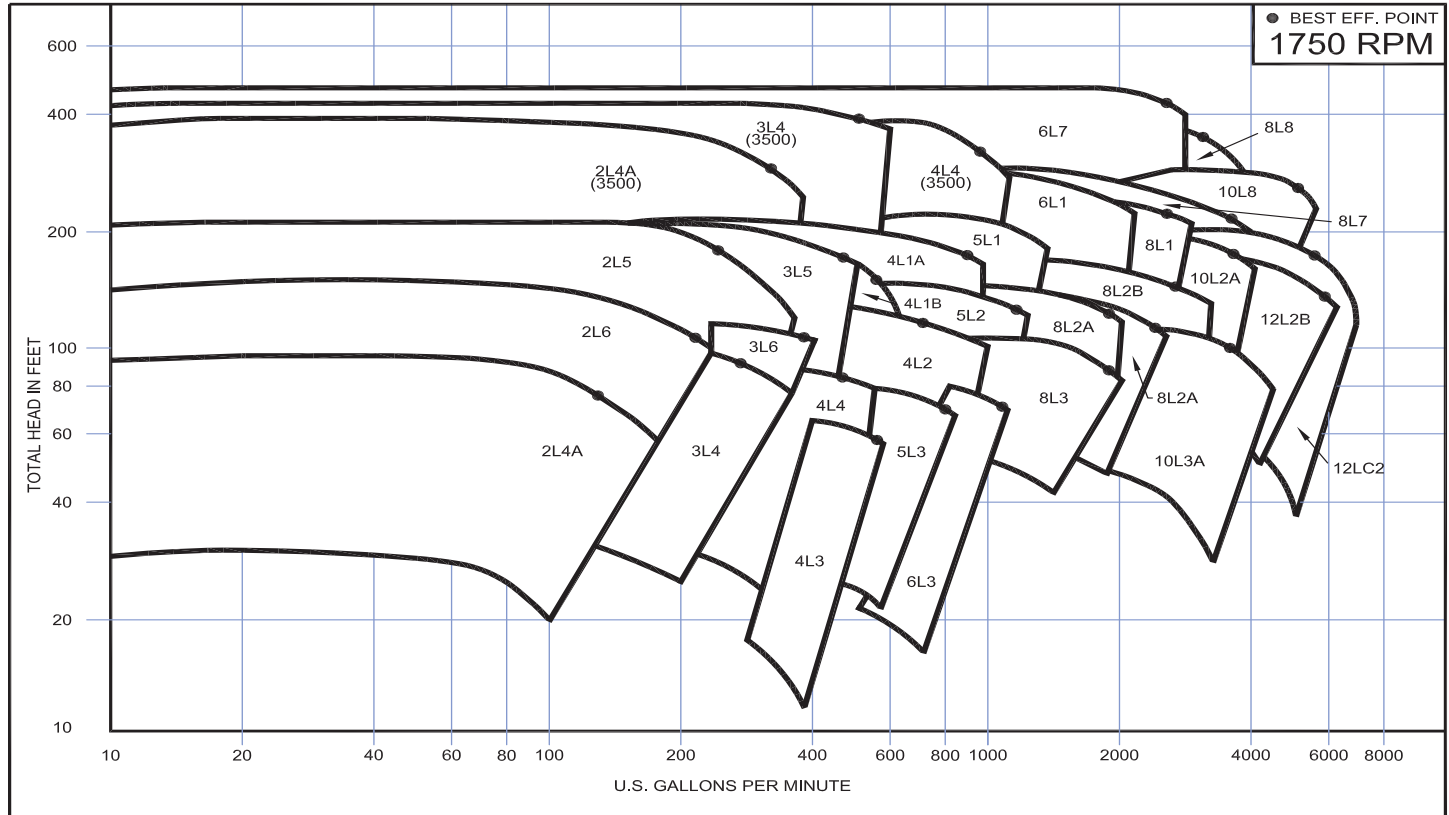 BEST EFF. POINT
1750 RPM
600
400
200
100
80
60
40
20
10
TOTAL HEAD IN FEET
3L4
(3500)
6L7
8L8
2L4A
(3500)
4L4
(3500)
10L8
6L1
8L7
5L1
8L1
2L5
3L5
4L1A
10L2A
8L2B
4L1B
5L2
12L2B
8L2A
2L6
3L6
4L2
8L3
8L2A
4L4
2L4A
3L4
5L3
10L3A
12LC2
4L3
6L3
10
20
40
60
80
100
200
400
600
800
1000
2000
4000
6000
8000
U.S. GALLONS PER MINUTE